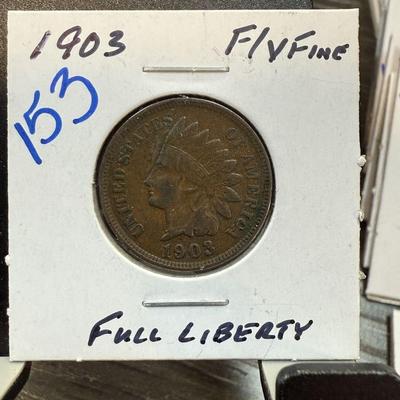 1903 F/VFINE
153
UNITED STATES OF AMERICA
1903
FULL LIBERTY